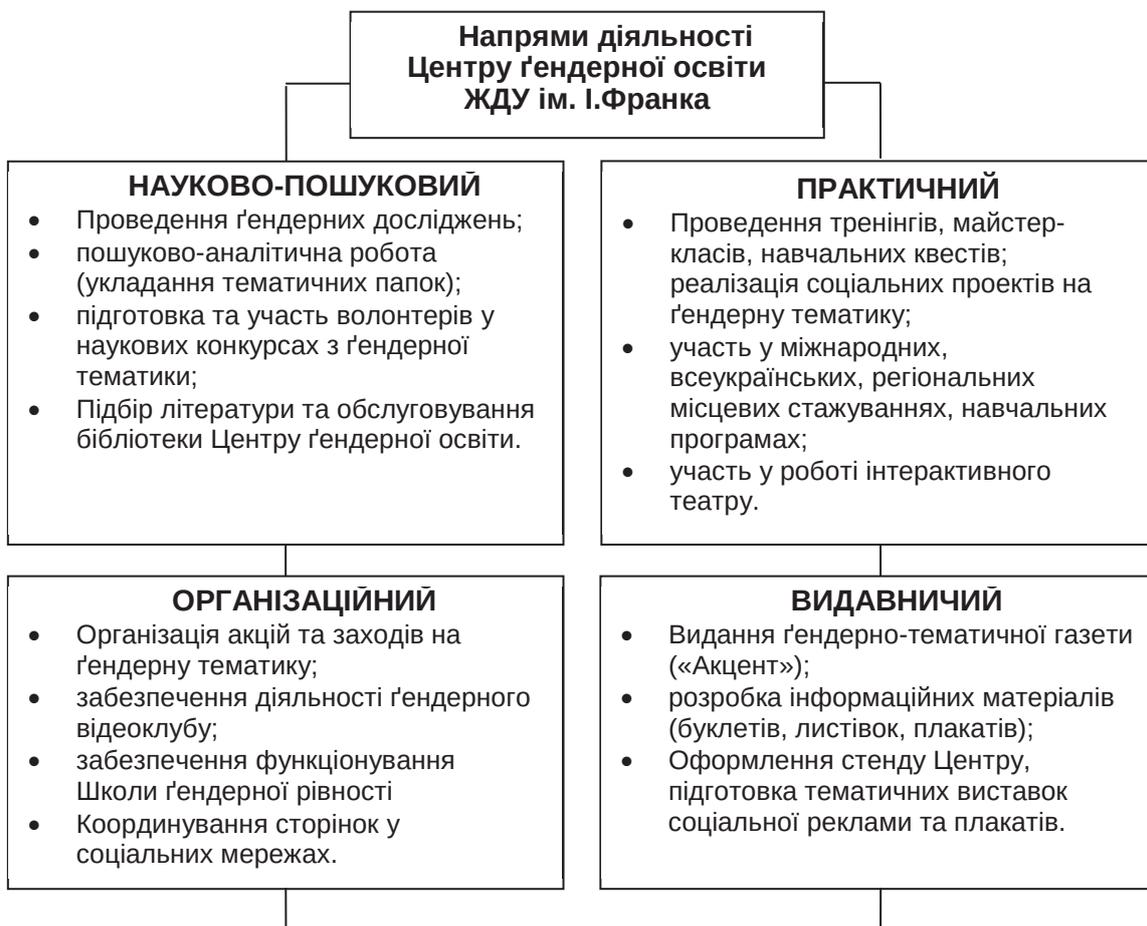 Напрями діяльності
Центру ґендерної освіти
ЖДУ ім. І.Франка
НАУКОВО-ПОШУКОВИЙ
• Проведення ґендерних досліджень;
• пошуково-аналітична робота
(укладання тематичних папок);
• підготовка та участь волонтерів у
наукових конкурсах з ґендерної
тематики;
• Підбір літератури та обслуговування
бібліотеки Центру ґендерної освіти.
ПРАКТИЧНИЙ
• Проведення тренінгів, майстер-
класів, навчальних квестів;
реалізація соціальних проектів на
ґендерну тематику;
• участь у міжнародних,
всеукраїнських, регіональних
місцевих стажуваннях, навчальних
програмах;
• участь у роботі інтерактивного
театру.
ОРГАНІЗАЦІЙНИЙ
• Організація акцій та заходів на
ґендерну тематику;
• забезпечення діяльності ґендерного
відеоклубу;
• забезпечення функціонування
Школи ґендерної рівності
• Координування сторінок у
соціальних мережах.
ВИДАВНИЧИЙ
• Видання ґендерно-тематичної газети
(«Акцент»);
• розробка інформаційних матеріалів
(буклетів, листівок, плакатів);
• Оформлення стенду Центру,
підготовка тематичних виставок
соціальної реклами та плакатів.